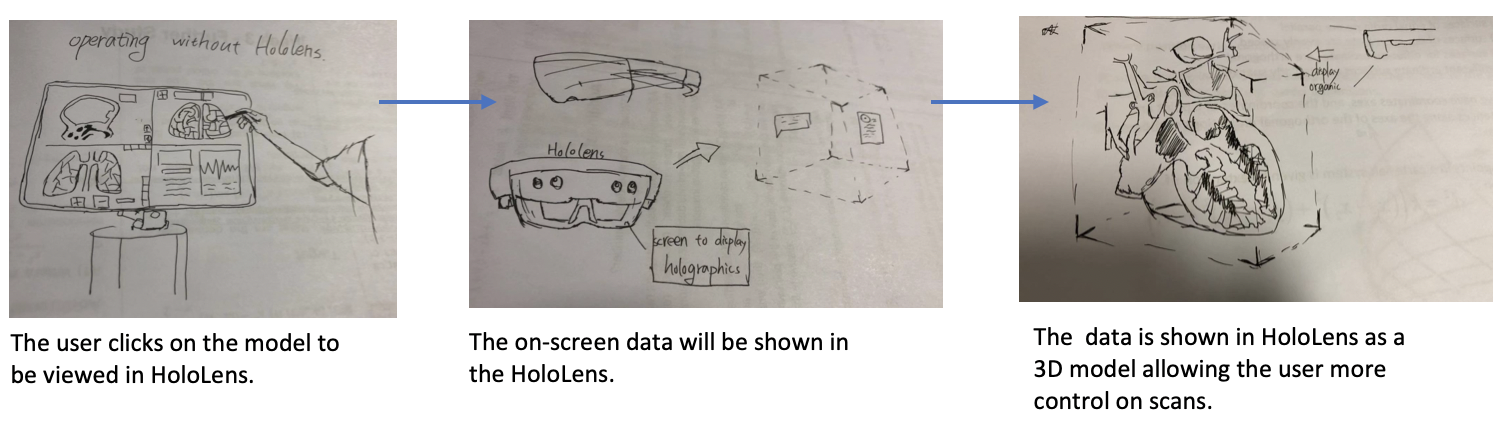 operating without Hololens.
Hololens
screen to display
holographics
display
organic
The user clicks on the model to
be viewed in HoloLens.
The on-screen data will be shown in
the HoloLens.
The data is shown in HoloLens as a
3D model allowing the user more
control on scans.